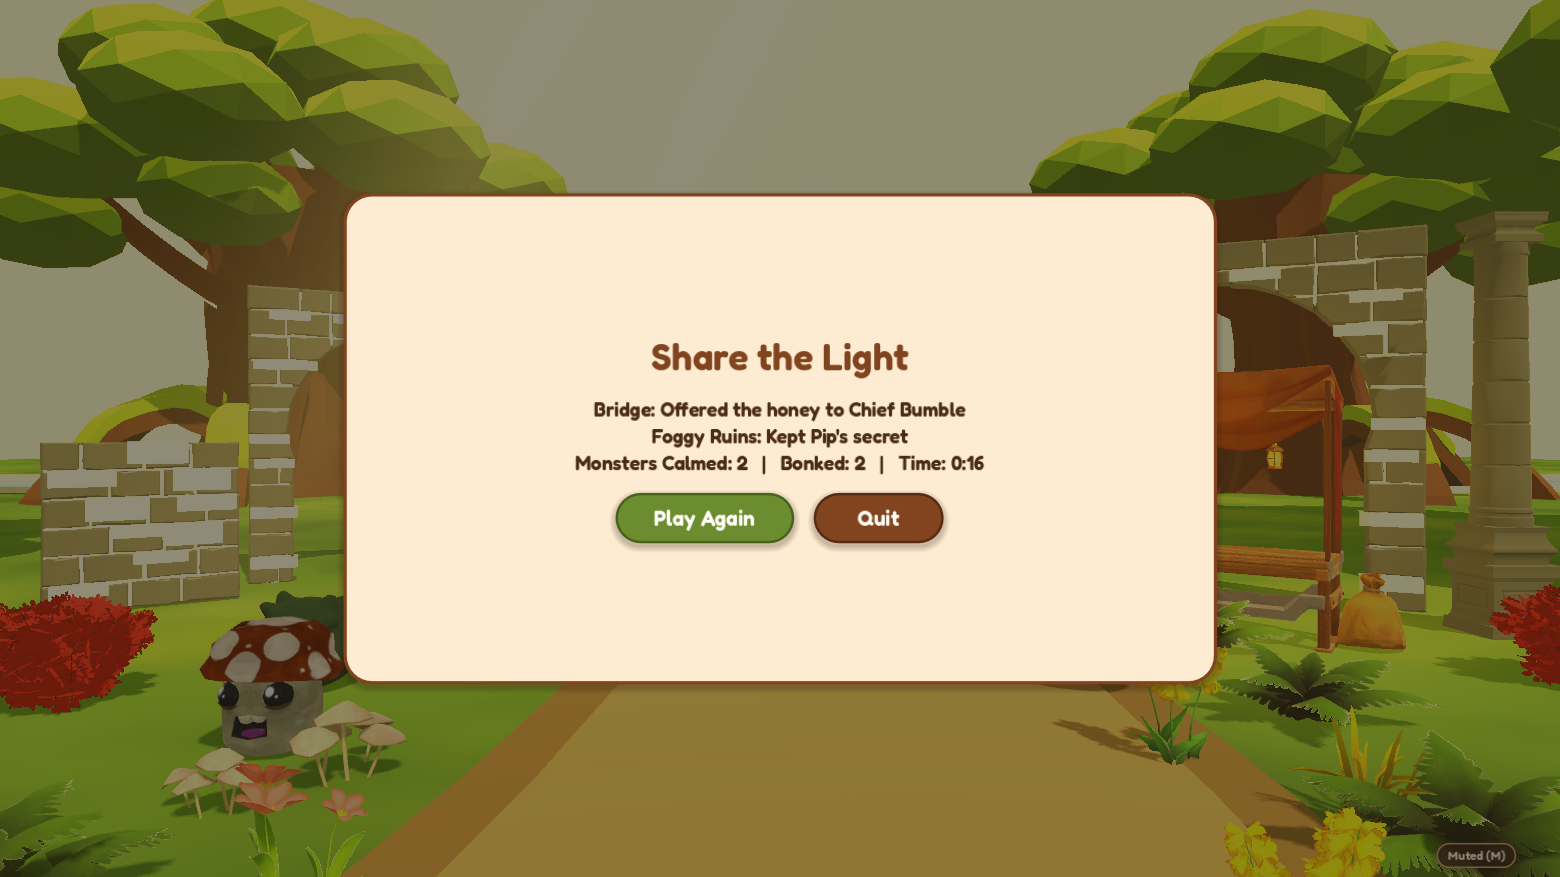 Share the Light
Bridge: Offered the honey to Chief Bumble
Foggy Ruins: Kept Pip's secret
Monsters Calmed: 2 | Bonked: 2 | Time: 0:16
Play Again Quit
Muted (M)